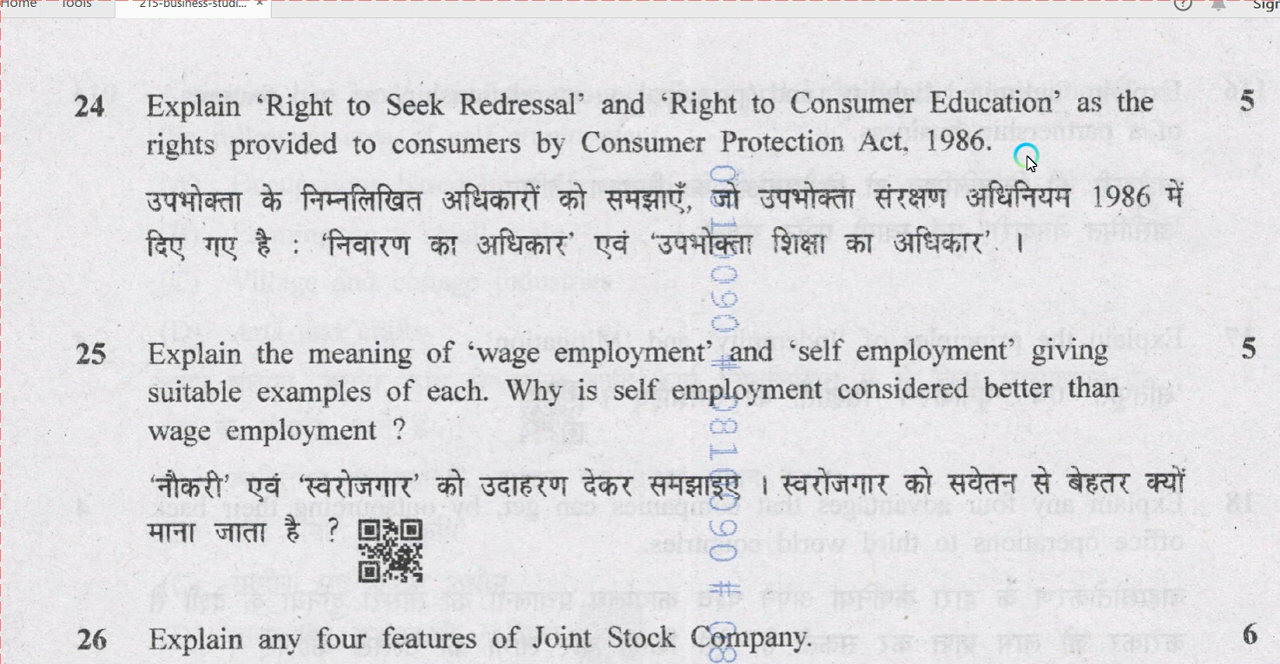 Home Tools 215-business-studi... ×
24 Explain ‘Right to Seek Redressal’ and ‘Right to Consumer Education’ as the 5
rights provided to consumers by Consumer Protection Act, 1986.
उपभोक्ता के निम्नलिखित अधिकारों को समझाएँ, जो उपभोक्ता संरक्षण अधिनियम 1986 में
दिए गए है : ‘निवारण का अधिकार’ एवं ‘उपभोक्ता शिक्षा का अधिकार’ ।
25 Explain the meaning of ‘wage employment’ and ‘self employment’ giving 5
suitable examples of each. Why is self employment considered better than
wage employment ?
‘नौकरी’ एवं ‘स्वरोजगार’ को उदाहरण देकर समझाइए । स्वरोजगार को सवेतन से बेहतर क्यों
माना जाता है ?
26 Explain any four features of Joint Stock Company. 6